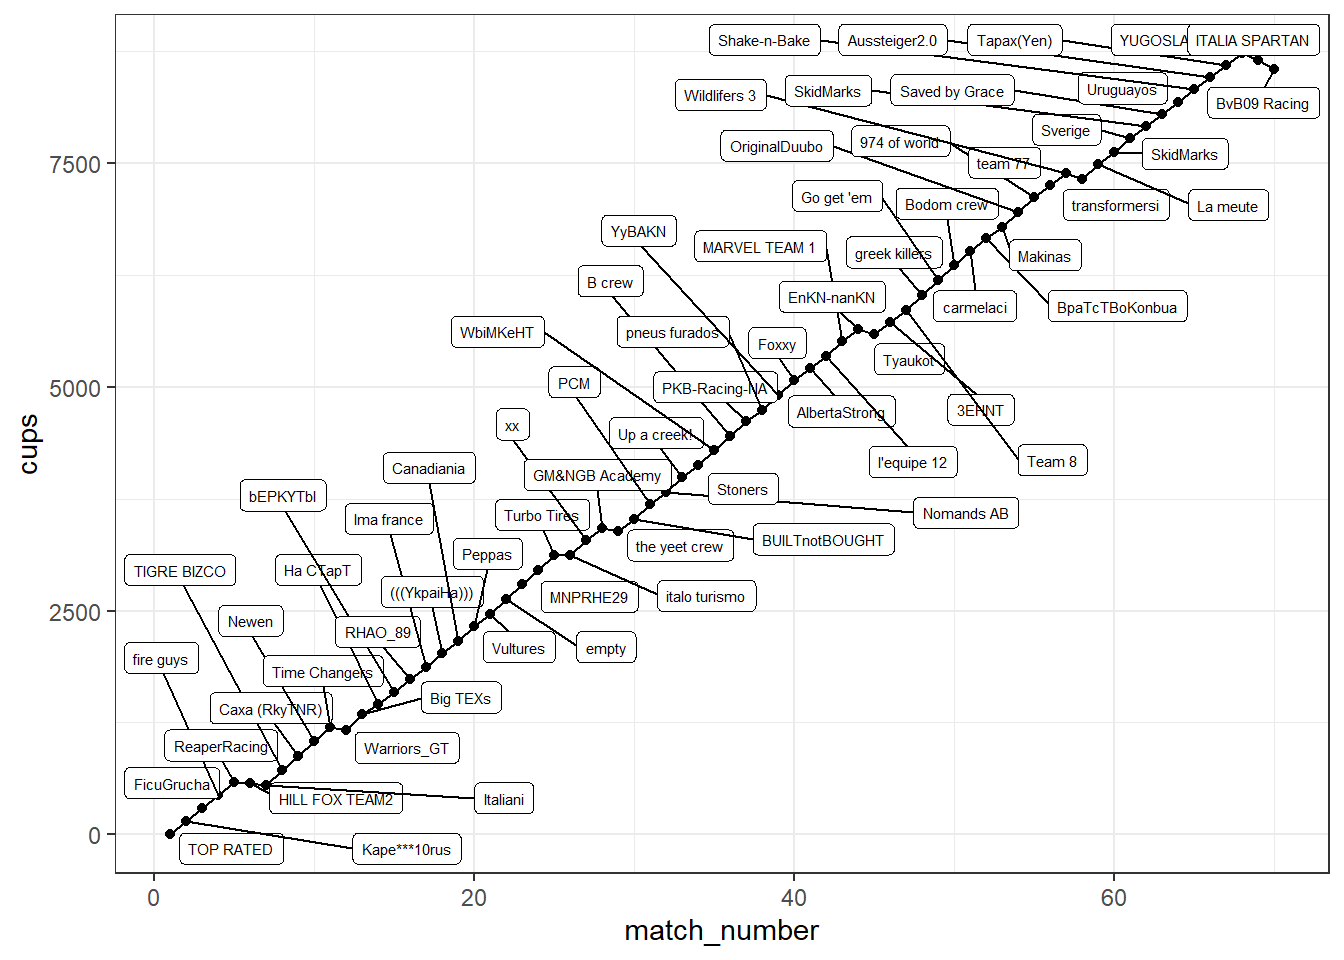 Shake-n-Bake
Aussteiger2.0
Tapax(Yen)
YUGOSLA
ITALIA SPARTAN
Wildlifers 3
SkidMarks
Saved by Grace
Uruguayos
BvB09 Racing
OriginalDuubo
974 of world
Sverige
team 77
SkidMarks
7500
Go get 'em
Bodom crew
transformersi
La meute
YyBAKN
MARVEL TEAM 1
greek killers
Makinas
B crew
EnKN-nanKN
carmelaci
BpaTcTBoKonbua
WbiMKeHT
pneus furados
Foxxy
Tyaukot
5000
PCM
PKB-Racing-NA
AlbertaStrong
3EHNT
xx
Up a creek!
l'equipe 12
Team 8
cups
Canadiania
GM&NGB Academy
Stoners
bEPKYTbI
Ima france
Turbo Tires
Nomands AB
the yeet crew
BUILTnotBOUGHT
TIGRE BIZCO
Ha CTapT
Peppas
(((YkpaiHa)))
MNPRHE29
italo turismo
2500
Newen
RHAO_89
Vultures
empty
fire guys
Time Changers
Big TEXs
Caxa (RkyTNR)
ReaperRacing
Warriors_GT
FicuGrucha
HILL FOX TEAM2
Italiani
0
TOP RATED
Kape***10rus
0
20
40
60
match_number